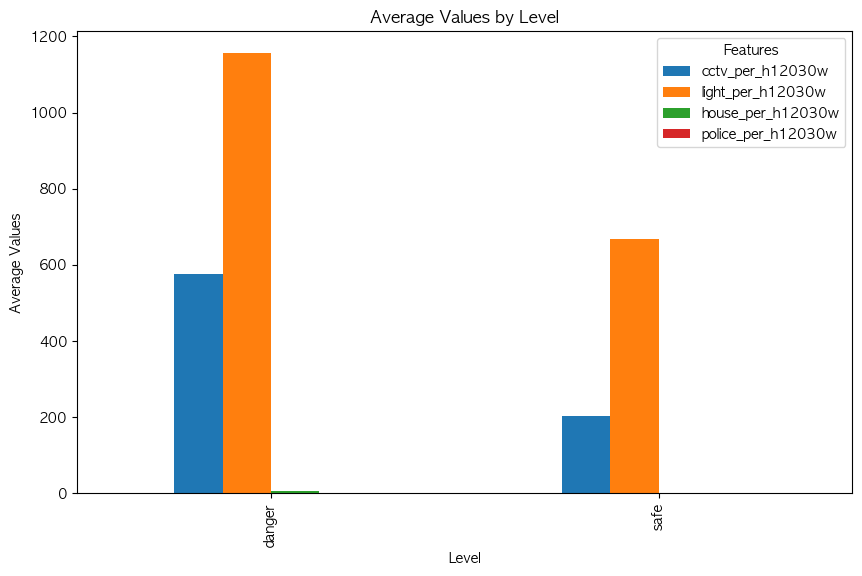 Average Values by Level
Features
cctv_per_h12030w
light_per_h12030w
house_per_h12030w
police_per_h12030w
1200
1000
800
600
400
200
0
Average Values
danger
safe
Level